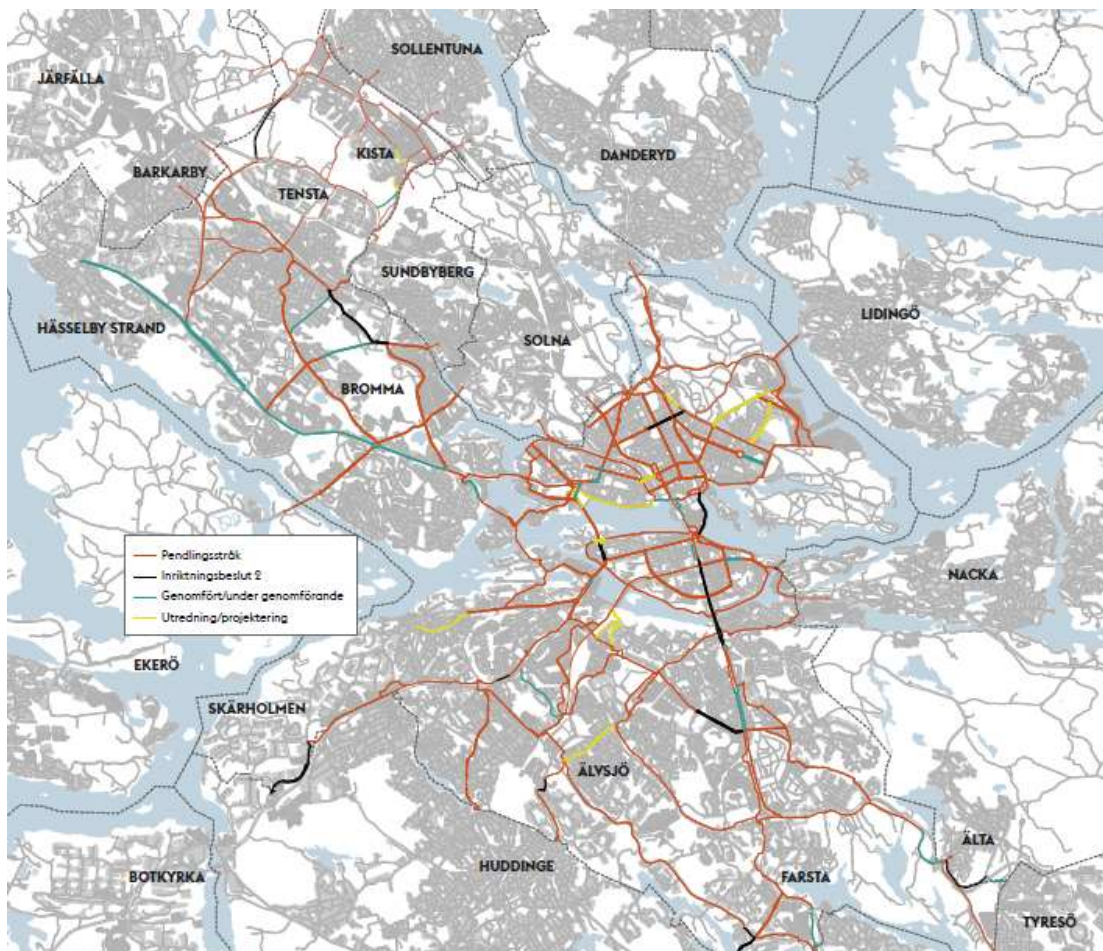 SOLLENTUNA
JÄRFÄLLA
KISTA
DANDERYD
BARKARBY
TENSTA
SUNDBYBERG
LIDINGÖ
HÄSSELBY STRAND
SOLNA
BROMMA
Pendlingsstråk
Inriktningsbeslut 2
Genomfört/under genomförande
Utredning/projektering
NACKA
EKERÖ
SKÄRHOLMEN
ÄLVSJÖ
ÄLTA
HUDDINGE
BOTKYRKA
FARSTA
TYRESÖ